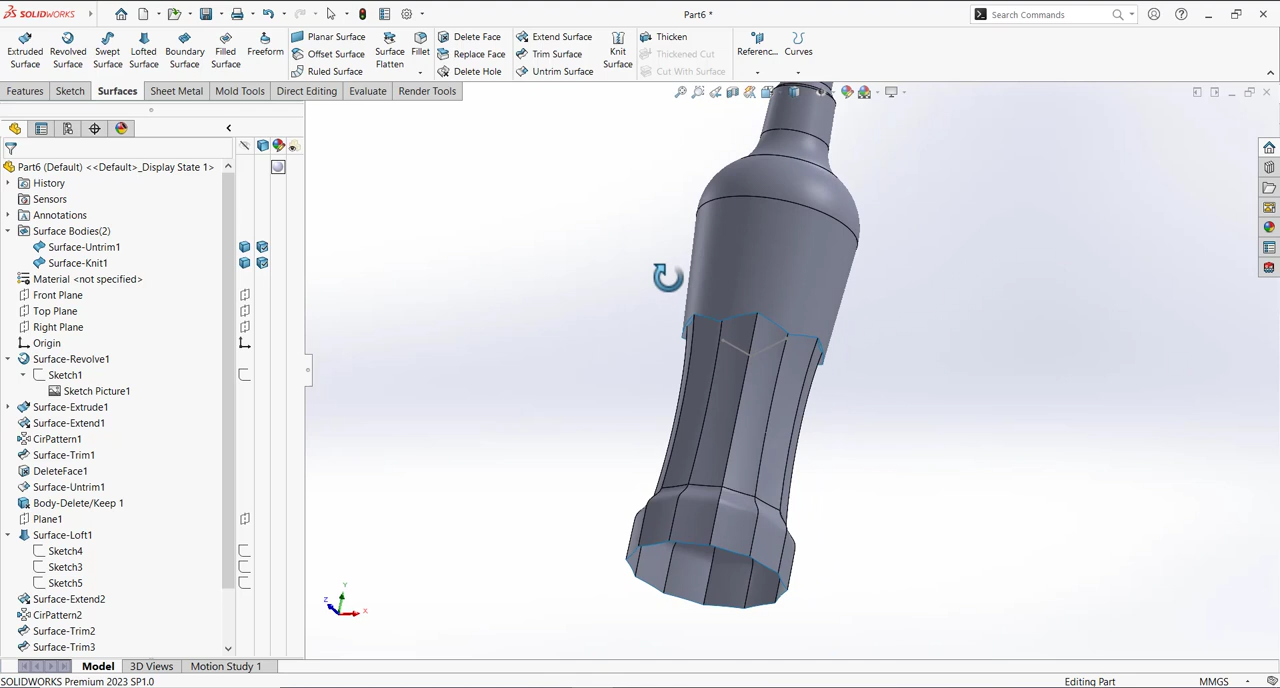 SOLIDWORKS
Part6 *
Search Commands
Extruded Surface
Revolved Surface
Swept Surface
Lofted Surface
Boundary Surface
Filled Surface
Freeform
Planar Surface
Offset Surface
Ruled Surface
Surface Flatten
Fillet
Delete Face
Replace Face
Delete Hole
Extend Surface
Trim Surface
Untrim Surface
Knit Surface
Thicken
Thickened Cut
Cut With Surface
Referenc...
Curves
Features
Sketch
Surfaces
Sheet Metal
Mold Tools
Direct Editing
Evaluate
Render Tools
Part6 (Default) <<Default>_Display State 1>
History
Sensors
Annotations
Surface Bodies(2)
Surface-Untrim1
Surface-Knit1
Material <not specified>
Front Plane
Top Plane
Right Plane
Origin
Surface-Revolve1
Sketch1
Sketch Picture1
Surface-Extrude1
Surface-Extend1
CirPattern1
Surface-Trim1
DeleteFace1
Surface-Untrim1
Body-Delete/Keep 1
Plane1
Surface-Loft1
Sketch4
Sketch3
Sketch5
Surface-Extend2
CirPattern2
Surface-Trim2
Surface-Trim3
Y
Z
X
Model
3D Views
Motion Study 1
SOLIDWORKS Premium 2023 SP1.0
Editing Part
MMGS